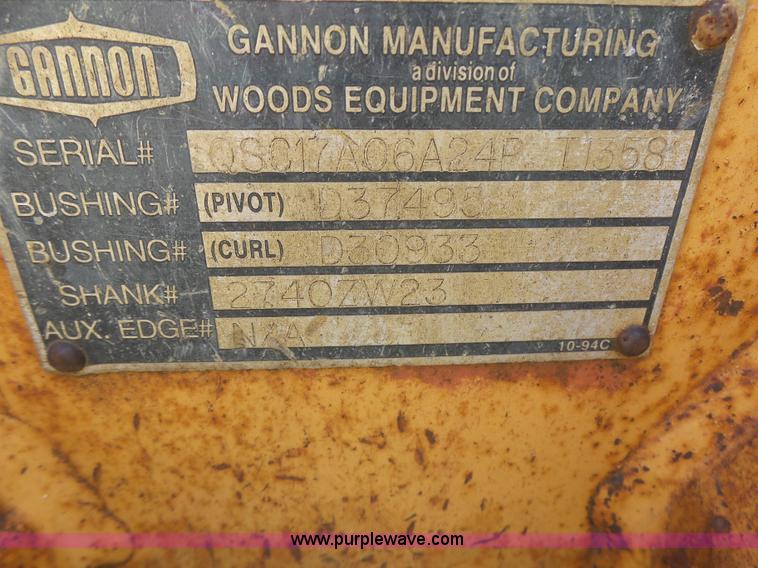 GANNON
GANNON MANUFACTURING
a division of
WOODS EQUIPMENT COMPANY
SERIAL# QSC17A06A24P T1358
BUSHING# (PIVOT) D37495
BUSHING# (CURL) D30933
SHANK# 27407W23
AUX. EDGE# N/A
10-94C
www.purplewave.com